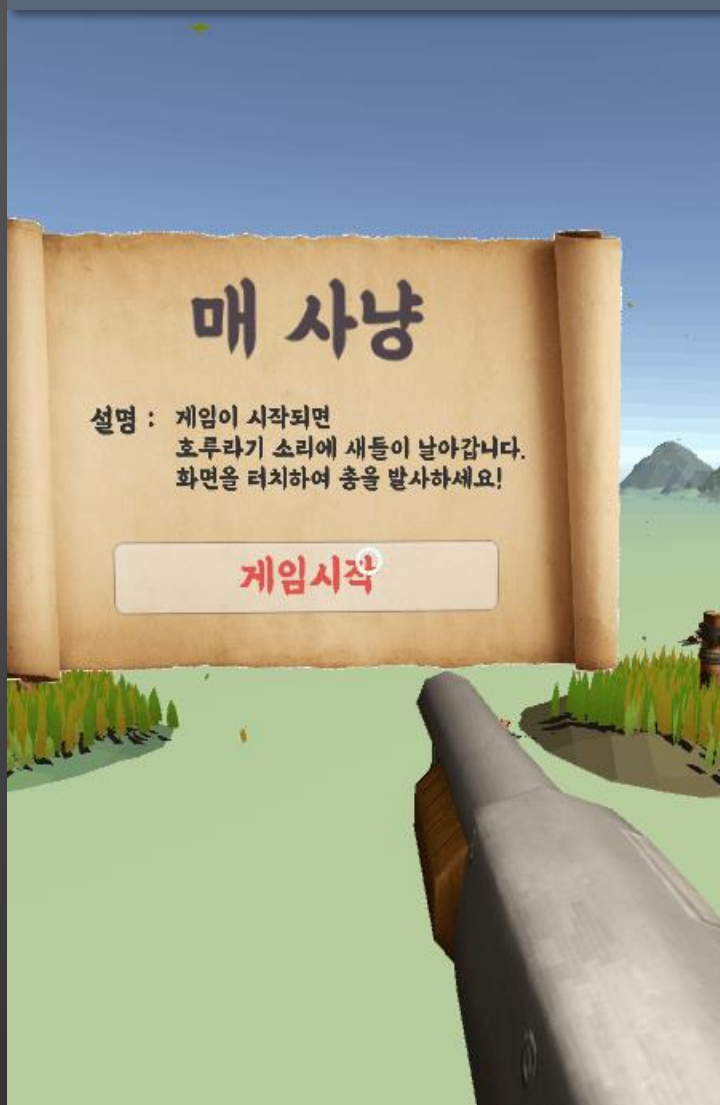 매 사냥
설명 : 게임이 시작되면
호루라기 소리에 새들이 날아갑니다.
화면을 터치하여 총을 발사하세요!
게임시작